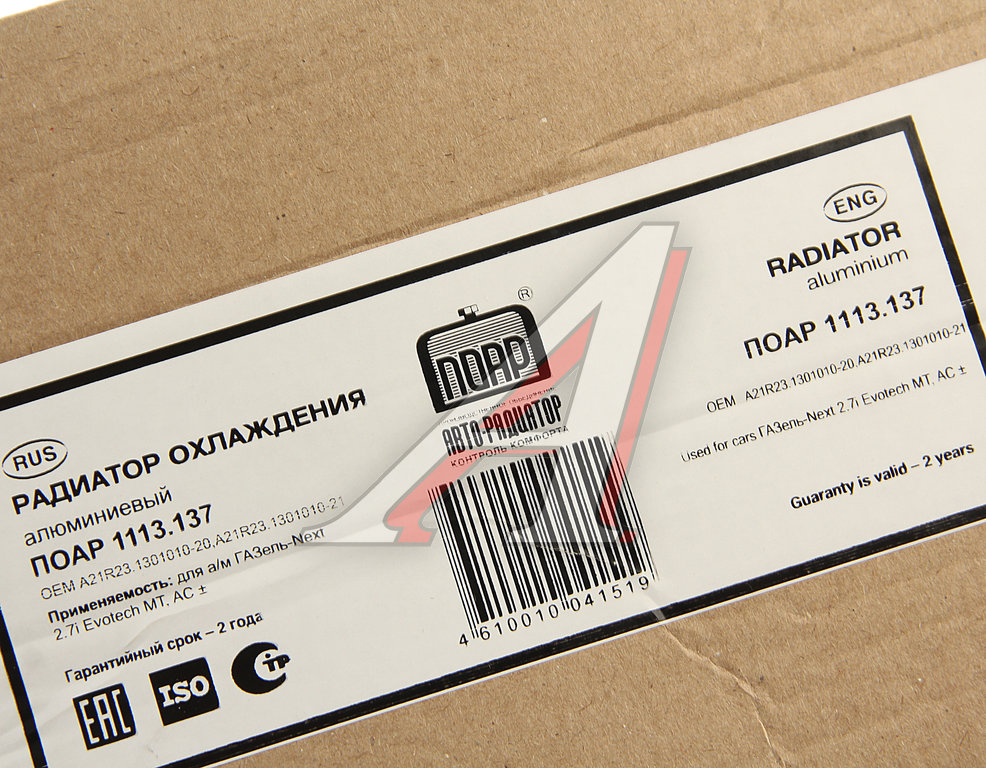 RUS
РАДИАТОР ОХЛАЖДЕНИЯ
алюминиевый
ПОАР 1113.137
OEM A21R23.1301010-20,A21R23.1301010-21
Применяемость: для а/м ГАЗель-Next
2.7i Evotech MT, AC ±
Гарантийный срок – 2 года
EAC
ISO
ПОАР
®
АВТО-РАДИАТОР
КОНТРОЛЬ КОМФОРТА
4 610010 041519
ENG
RADIATOR
aluminium
ПОАР 1113.137
OEM A21R23.1301010-20,A21R23.1301010-21
Used for cars ГАЗель-Next 2.7i Evotech MT, AC ±
Guaranty is valid – 2 years